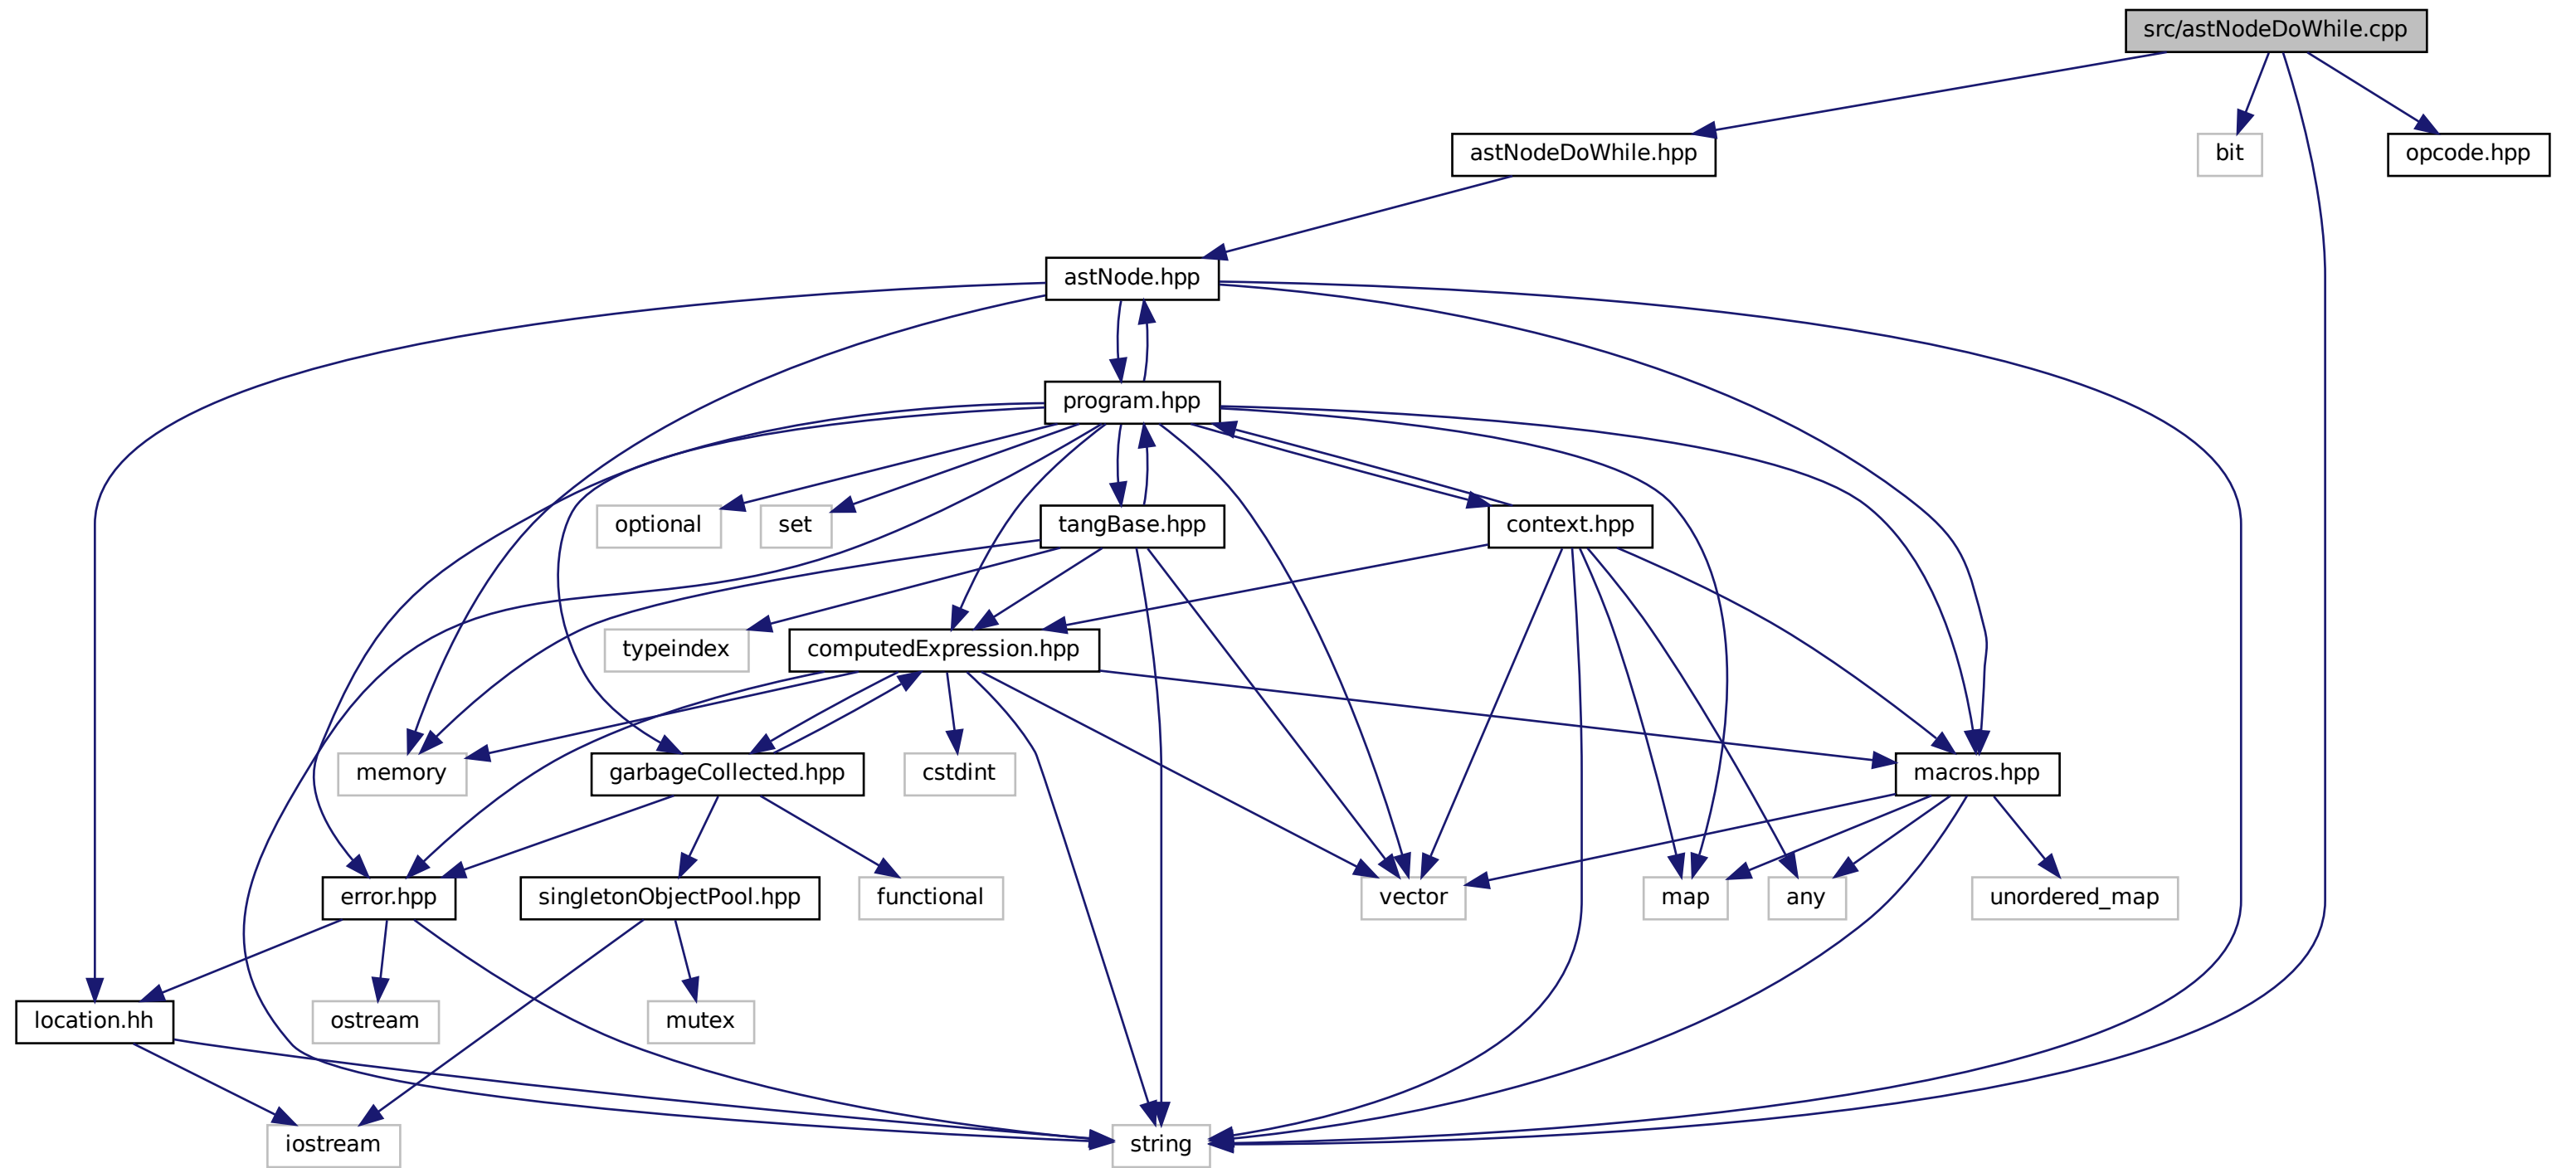 src/astNodeDoWhile.cpp
astNodeDoWhile.hpp
bit
opcode.hpp
astNode.hpp
program.hpp
optional
set
tangBase.hpp
context.hpp
typeindex
computedExpression.hpp
memory
garbageCollected.hpp
cstdint
macros.hpp
error.hpp
singletonObjectPool.hpp
functional
vector
map
any
unordered_map
location.hh
ostream
mutex
iostream
string